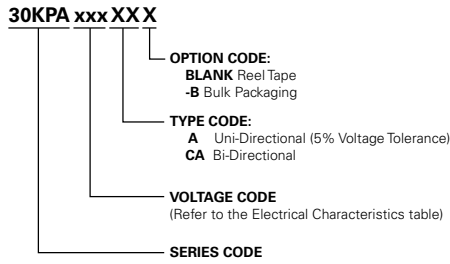 30KPA xxx XX X
OPTION CODE:
BLANK Reel Tape
-B Bulk Packaging
TYPE CODE:
A Uni-Directional (5% Voltage Tolerance)
CA Bi-Directional
VOLTAGE CODE
(Refer to the Electrical Characteristics table)
SERIES CODE